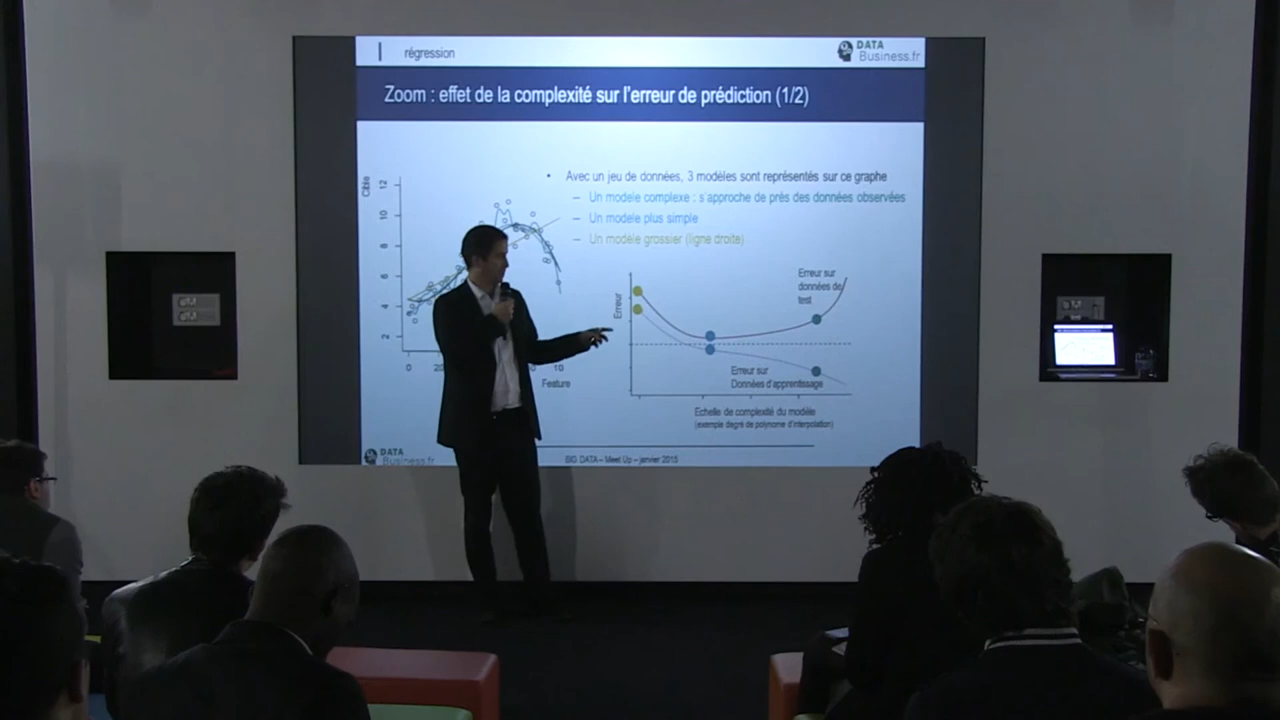 régression
DATA
Business.fr
Zoom : effet de la complexité sur l'erreur de prédiction (1/2)
Cible
12
10
8
6
4
2
0
10
Feature
• Avec un jeu de données, 3 modèles sont représentés sur ce graphe
– Un modele complexe : s'approche de près des données observées
– Un modele plus simple
– Un modèle grossier (ligne droite)
Erreur
Erreur sur
données de
test
Erreur sur
Données d'apprentissage
Echelle de complexité du modèle
(exemple degré de polynome d'interpolation)
DATA
Business.fr
BIG DATA – Meet Up – janvier 2015